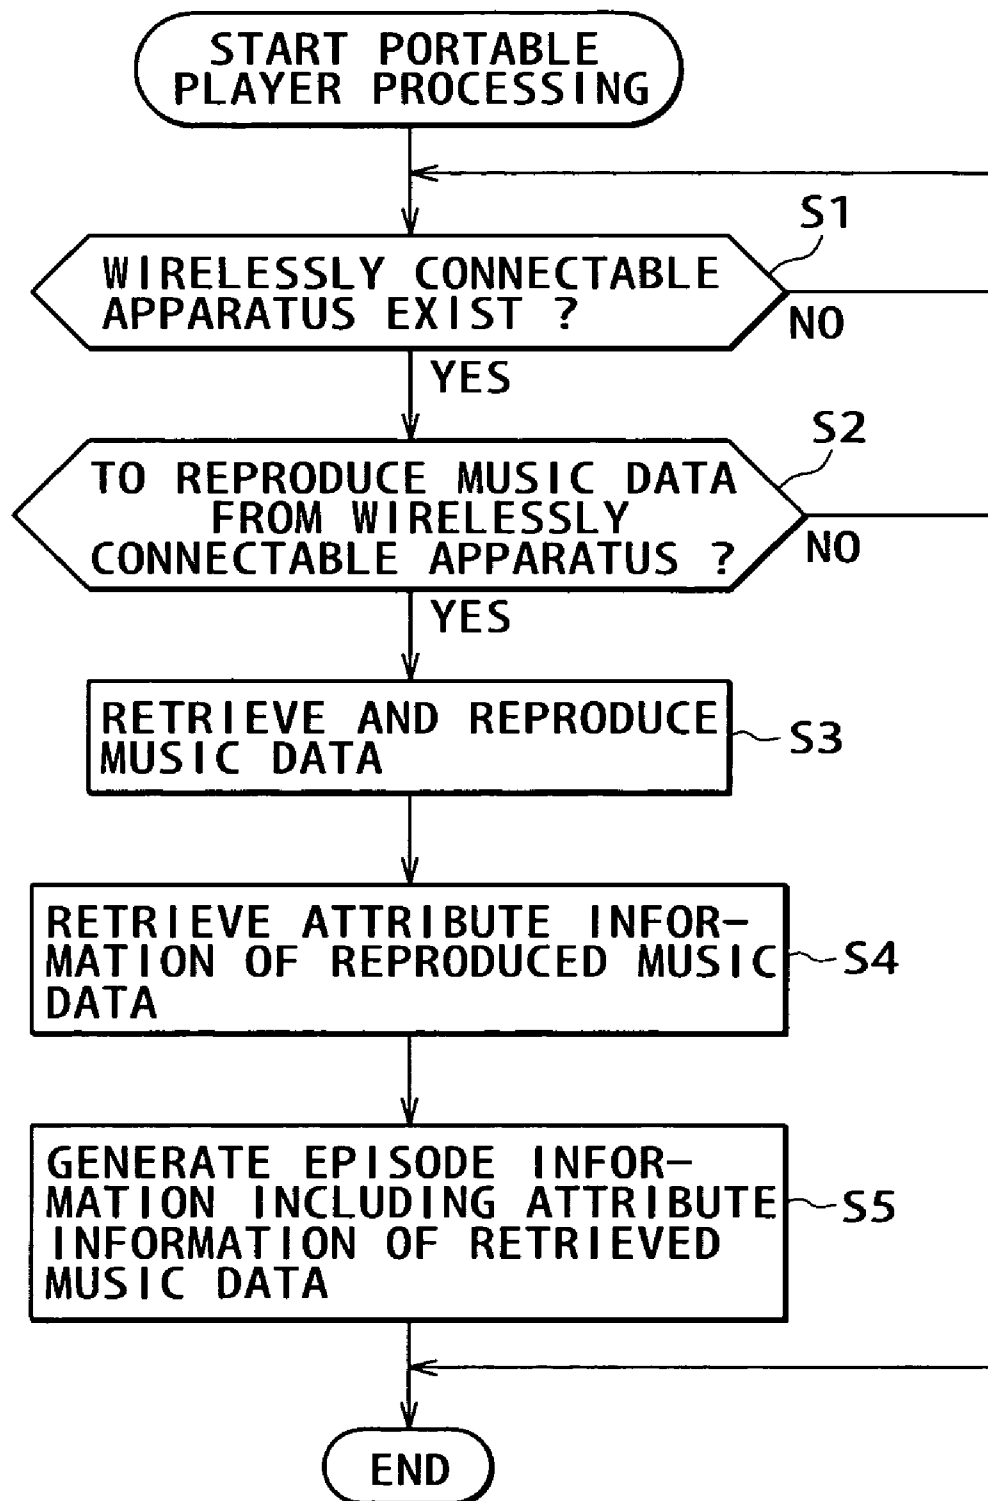 START PORTABLE
PLAYER PROCESSING
S1
WIRELESSLY CONNECTABLE
APPARATUS EXIST ?
NO
YES
S2
TO REPRODUCE MUSIC DATA
FROM WIRELESSLY
CONNECTABLE APPARATUS ?
NO
YES
RETRIEVE AND REPRODUCE
MUSIC DATA
S3
RETRIEVE ATTRIBUTE INFOR-
MATION OF REPRODUCED MUSIC
DATA
S4
GENERATE EPISODE INFOR-
MATION INCLUDING ATTRIBUTE
INFORMATION OF RETRIEVED
MUSIC DATA
S5
END